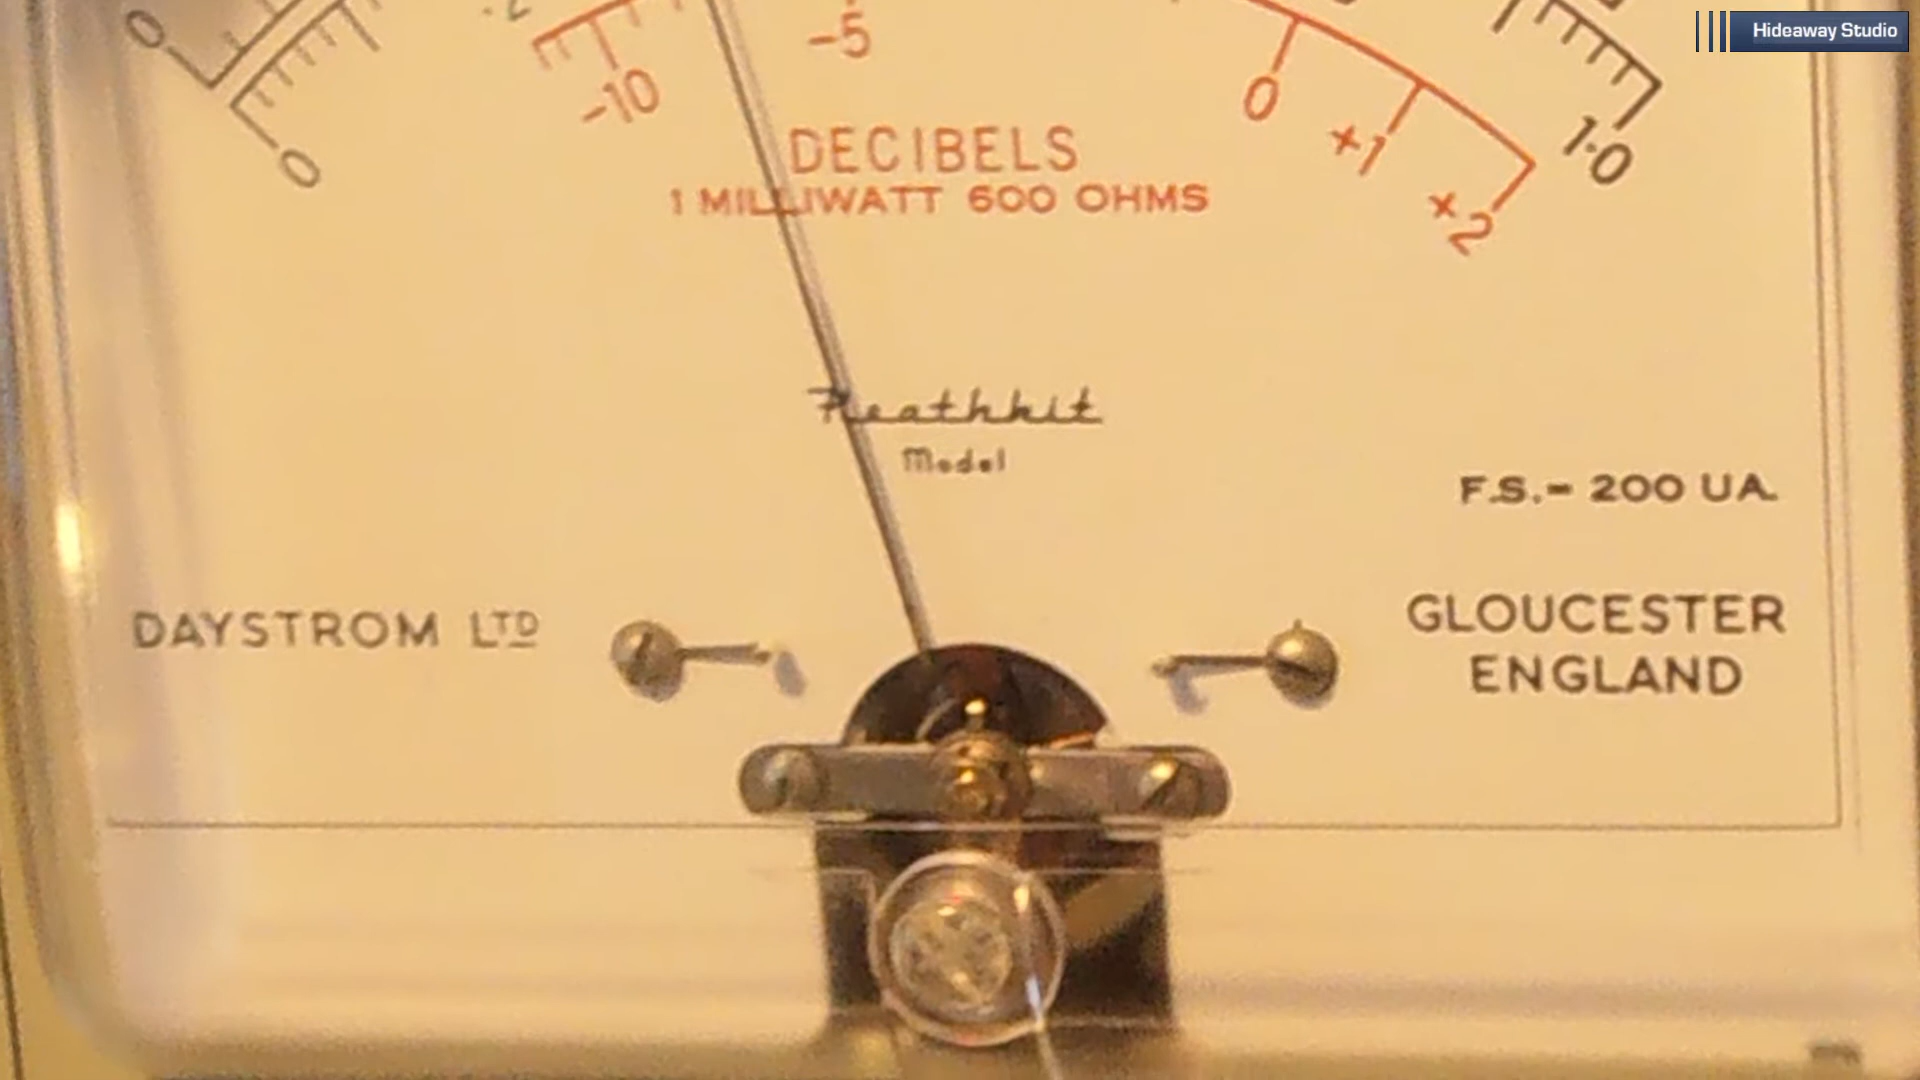 Hideaway Studio
0
0
-10
-5
0
+1
+2
1·0
DECIBELS
1 MILLIWATT 600 OHMS
Heathkit
Model
F.S.= 200 UA.
DAYSTROM LTD
GLOUCESTER
ENGLAND